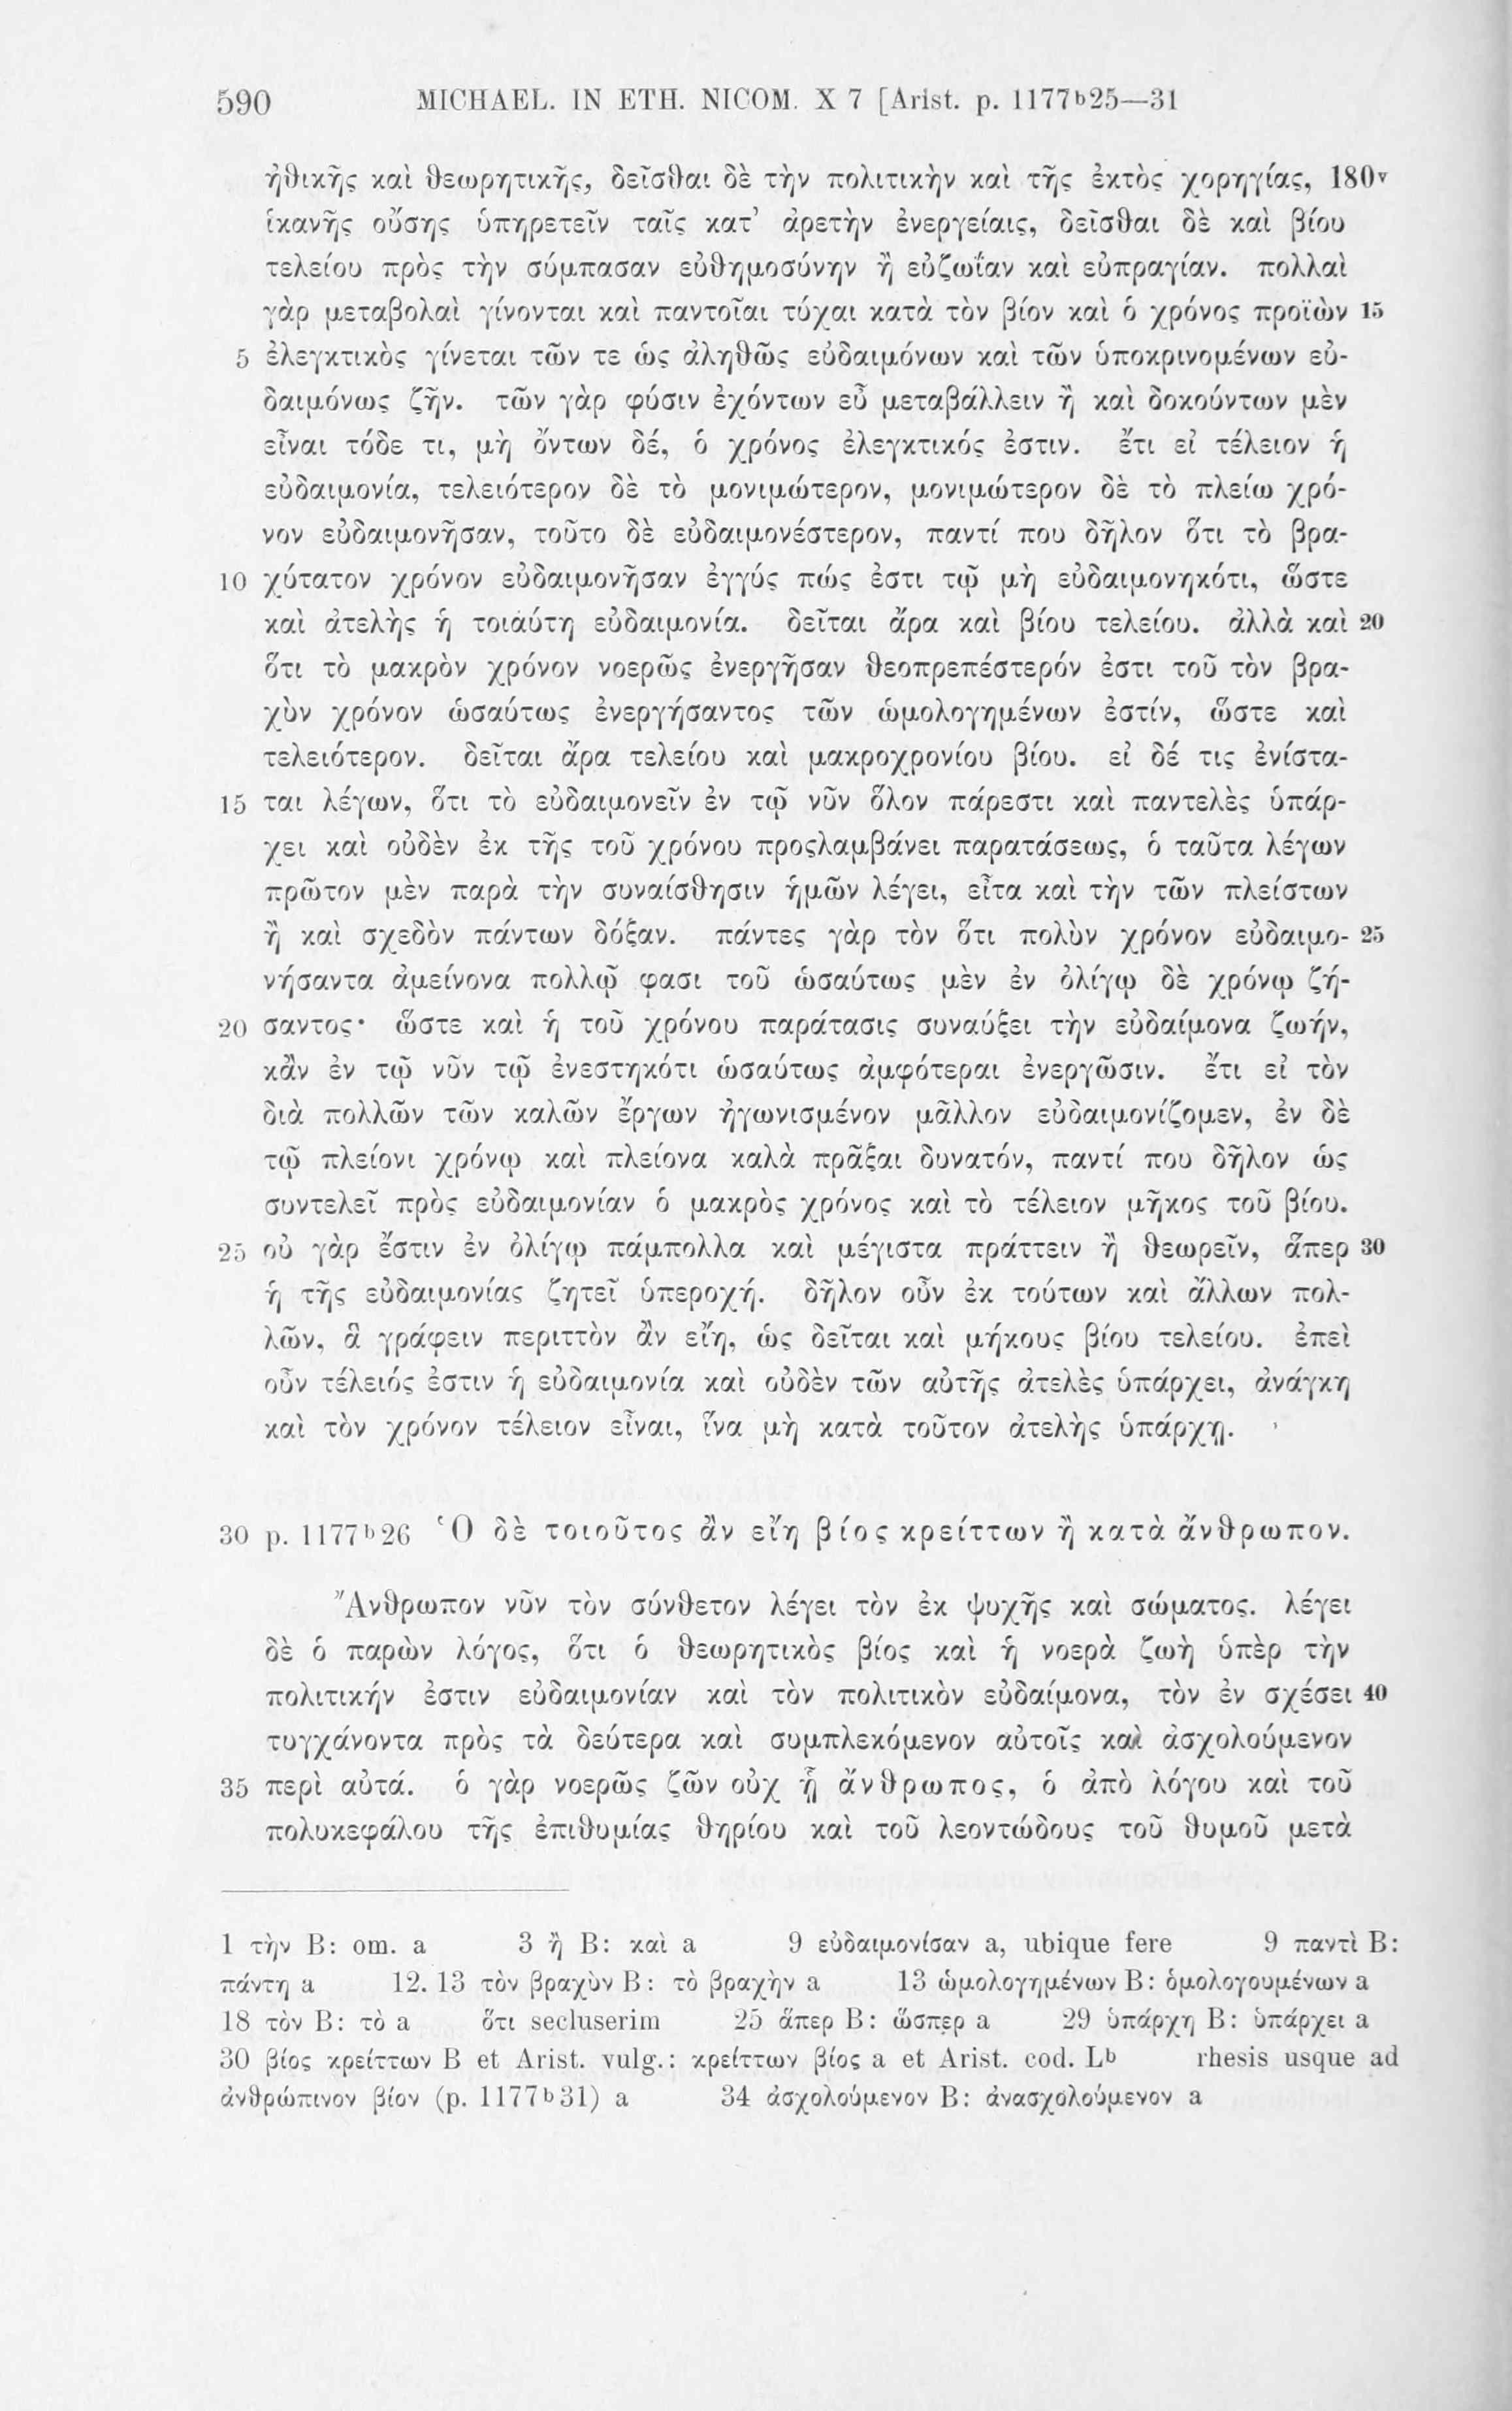 590 MICHAEL. IN ETH. NICOM. X 7 [Arist. p. 1177ᵇ25—31
ἠθικῆς καὶ θεωρητικῆς, δεῖσθαι δὲ τὴν πολιτικὴν καὶ τῆς ἐκτὸς χορηγίας, 180ᵛ
ἱκανῆς οὔσης ὑπηρετεῖν ταῖς κατ’ ἀρετὴν ἐνεργείαις, δεῖσθαι δὲ καὶ βίου
τελείου πρὸς τὴν σύμπασαν εὐθημοσύνην ἢ εὐζωΐαν καὶ εὐπραγίαν. πολλαὶ
γὰρ μεταβολαὶ γίνονται καὶ παντοῖαι τύχαι κατὰ τὸν βίον καὶ ὁ χρόνος προϊὼν 15
5 ἐλεγκτικὸς γίνεται τῶν τε ὡς ἀληθῶς εὐδαιμόνων καὶ τῶν ὑποκρινομένων εὐ-
δαιμόνως ζῆν. τῶν γὰρ φύσιν ἐχόντων εὖ μεταβάλλειν ἢ καὶ δοκούντων μὲν
εἶναι τόδε τι, μὴ ὄντων δέ, ὁ χρόνος ἐλεγκτικός ἐστιν. ἔτι εἰ τέλειον ἡ
εὐδαιμονία, τελειότερον δὲ τὸ μονιμώτερον, μονιμώτερον δὲ τὸ πλείω χρό-
νον εὐδαιμονῆσαν, τοῦτο δὲ εὐδαιμονέστερον, παντί που δῆλον ὅτι τὸ βρα-
10 χύτατον χρόνον εὐδαιμονῆσαν ἐγγύς πώς ἐστι τῷ μὴ εὐδαιμονηκότι, ὥστε
καὶ ἀτελὴς ἡ τοιαύτη εὐδαιμονία. δεῖται ἄρα καὶ βίου τελείου. ἀλλὰ καὶ 20
ὅτι τὸ μακρὸν χρόνον νοερῶς ἐνεργῆσαν θεοπρεπέστερόν ἐστι τοῦ τὸν βρα-
χὺν χρόνον ὡσαύτως ἐνεργήσαντος τῶν ὡμολογημένων ἐστίν, ὥστε καὶ
τελειότερον. δεῖται ἄρα τελείου καὶ μακροχρονίου βίου. εἰ δέ τις ἐνίστα-
15 ται λέγων, ὅτι τὸ εὐδαιμονεῖν ἐν τῷ νῦν ὅλον πάρεστι καὶ παντελὲς ὑπάρ-
χει καὶ οὐδὲν ἐκ τῆς τοῦ χρόνου προςλαμβάνει παρατάσεως, ὁ ταῦτα λέγων
πρῶτον μὲν παρὰ τὴν συναίσθησιν ἡμῶν λέγει, εἶτα καὶ τὴν τῶν πλείστων
ἢ καὶ σχεδὸν πάντων δόξαν. πάντες γὰρ τὸν ὅτι πολὺν χρόνον εὐδαιμο- 25
νήσαντα ἀμείνονα πολλῷ φασι τοῦ ὡσαύτως μὲν ἐν ὀλίγῳ δὲ χρόνῳ ζή-
20 σαντος· ὥστε καὶ ἡ τοῦ χρόνου παράτασις συναύξει τὴν εὐδαίμονα ζωήν,
κἂν ἐν τῷ νῦν τῷ ἐνεστηκότι ὡσαύτως ἀμφότεραι ἐνεργῶσιν. ἔτι εἰ τὸν
διὰ πολλῶν τῶν καλῶν ἔργων ἠγωνισμένον μᾶλλον εὐδαιμονίζομεν, ἐν δὲ
τῷ πλείονι χρόνῳ καὶ πλείονα καλὰ πρᾶξαι δυνατόν, παντί που δῆλον ὡς
συντελεῖ πρὸς εὐδαιμονίαν ὁ μακρὸς χρόνος καὶ τὸ τέλειον μῆκος τοῦ βίου.
25 οὐ γὰρ ἔστιν ἐν ὀλίγῳ πάμπολλα καὶ μέγιστα πράττειν ἢ θεωρεῖν, ἅπερ 30
ἡ τῆς εὐδαιμονίας ζητεῖ ὑπεροχή. δῆλον οὖν ἐκ τούτων καὶ ἄλλων πολ-
λῶν, ἃ γράφειν περιττὸν ἂν εἴη, ὡς δεῖται καὶ μήκους βίου τελείου. ἐπεὶ
οὖν τέλειός ἐστιν ἡ εὐδαιμονία καὶ οὐδὲν τῶν αὐτῆς ἀτελὲς ὑπάρχει, ἀνάγκη
καὶ τὸν χρόνον τέλειον εἶναι, ἵνα μὴ κατὰ τοῦτον ἀτελὴς ὑπάρχῃ.
30 p. 1177ᵇ26 Ὁ δὲ τοιοῦτος ἂν εἴη βίος κρείττων ἢ κατὰ ἄνθρωπον.
Ἄνθρωπον νῦν τὸν σύνθετον λέγει τὸν ἐκ ψυχῆς καὶ σώματος. λέγει
δὲ ὁ παρὼν λόγος, ὅτι ὁ θεωρητικὸς βίος καὶ ἡ νοερὰ ζωὴ ὑπὲρ τὴν
πολιτικήν ἐστιν εὐδαιμονίαν καὶ τὸν πολιτικὸν εὐδαίμονα, τὸν ἐν σχέσει 40
τυγχάνοντα πρὸς τὰ δεύτερα καὶ συμπλεκόμενον αὐτοῖς καὶ ἀσχολούμενον
35 περὶ αὐτά. ὁ γὰρ νοερῶς ζῶν οὐχ ᾗ ἄνθρωπος, ὁ ἀπὸ λόγου καὶ τοῦ
πολυκεφάλου τῆς ἐπιθυμίας θηρίου καὶ τοῦ λεοντώδους τοῦ θυμοῦ μετὰ
1 τὴν B: om. a 3 ἢ B: καὶ a 9 εὐδαιμονίσαν a, ubique fere 9 παντὶ B:
πάντη a 12. 13 τὸν βραχὺν B: τὸ βραχὴν a 13 ὡμολογημένων B: ὁμολογουμένων a
18 τὸν B: τὸ a ὅτι secluserim 25 ἅπερ B: ὥσπερ a 29 ὑπάρχῃ B: ὑπάρχει a
30 βίος κρείττων B et Arist. vulg.: κρείττων βίος a et Arist. cod. Lᵇ rhesis usque ad
ἀνθρώπινον βίον (p. 1177ᵇ31) a 34 ἀσχολούμενον B: ἀνασχολούμενον a